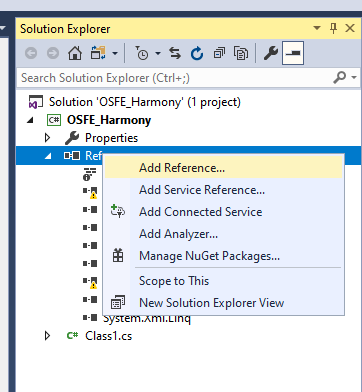 Solution Explorer
Search Solution Explorer (Ctrl+;)
Solution 'OSFE_Harmony' (1 project)
C# OSFE_Harmony
Properties
Add Reference...
Add Service Reference...
Add Connected Service
Add Analyzer...
Manage NuGet Packages...
Scope to This
New Solution Explorer View
System.Xml.Linq
C# Class1.cs